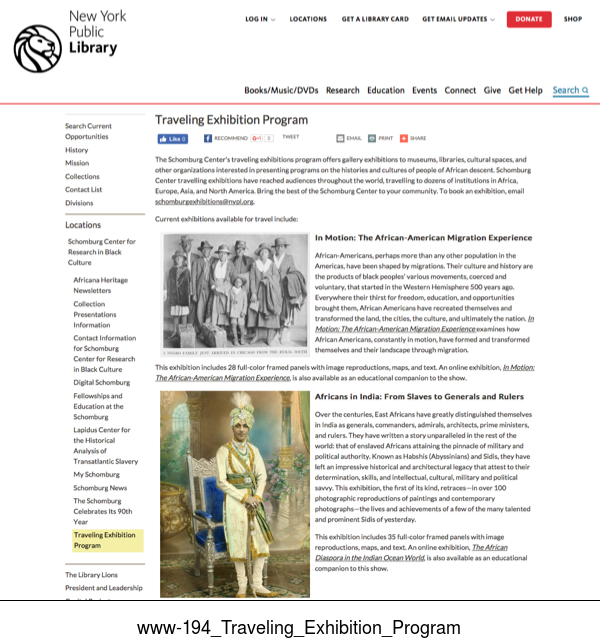 New York
Public
Library
LOG IN
LOCATIONS
GET A LIBRARY CARD
GET EMAIL UPDATES
DONATE
SHOP
Books/Music/DVDs Research Education Events Connect Give Get Help Search
Search Current
Opportunities
History
Mission
Collections
Contact List
Divisions
Locations
Schomburg Center for
Research in Black
Culture
Africana Heritage
Newsletters
Collection
Presentations
Information
Contact Information
for Schomburg
Center for Research
in Black Culture
Digital Schomburg
Fellowships and
Education at the
Schomburg
Lapidus Center for
the Historical
Analysis of
Transatlantic Slavery
My Schomburg
Schomburg News
The Schomburg
Celebrates Its 90th
Year
Traveling Exhibition
Program
The Library Lions
President and Leadership
Traveling Exhibition Program
Like 0
RECOMMEND
G+1 0
TWEET
EMAIL
PRINT
SHARE
The Schomburg Center's traveling exhibitions program offers gallery exhibitions to museums, libraries, cultural spaces, and
other organizations interested in presenting programs on the histories and cultures of people of African descent. Schomburg
Center travelling exhibitions have reached audiences throughout the world, travelling to dozens of institutions in Africa,
Europe, Asia, and North America. Bring the best of the Schomburg Center to your community. To book an exhibition, email
schomburgexhibitions@nypl.org.
Current exhibitions available for travel include:
A NEGRO FAMILY JUST ARRIVED IN CHICAGO FROM THE RURAL SOUTH
In Motion: The African-American Migration Experience
African-Americans, perhaps more than any other population in the
Americas, have been shaped by migrations. Their culture and history are
the products of black peoples' various movements, coerced and
voluntary, that started in the Western Hemisphere 500 years ago.
Everywhere their thirst for freedom, education, and opportunities
brought them, African Americans have recreated themselves and
transformed the land, the cities, the culture, and ultimately the nation. In
Motion: The African-American Migration Experience examines how
African Americans, constantly in motion, have formed and transformed
themselves and their landscape through migration.
This exhibition includes 28 full-color framed panels with image reproductions, maps, and text. An online exhibition, In Motion:
The African-American Migration Experience, is also available as an educational companion to the show.
Africans in India: From Slaves to Generals and Rulers
Over the centuries, East Africans have greatly distinguished themselves
in India as generals, commanders, admirals, architects, prime ministers,
and rulers. They have written a story unparalleled in the rest of the
world: that of enslaved Africans attaining the pinnacle of military and
political authority. Known as Habshis (Abyssinians) and Sidis, they have
left an impressive historical and architectural legacy that attest to their
determination, skills, and intellectual, cultural, military and political
savvy. This exhibition, the first of its kind, retraces—in over 100
photographic reproductions of paintings and contemporary
photographs—the lives and achievements of a few of the many talented
and prominent Sidis of yesterday.
This exhibition includes 35 full-color framed panels with image
reproductions, maps, and text. An online exhibition, The African
Diaspora in the Indian Ocean World, is also available as an educational
companion to this show.
www-194_Traveling_Exhibition_Program